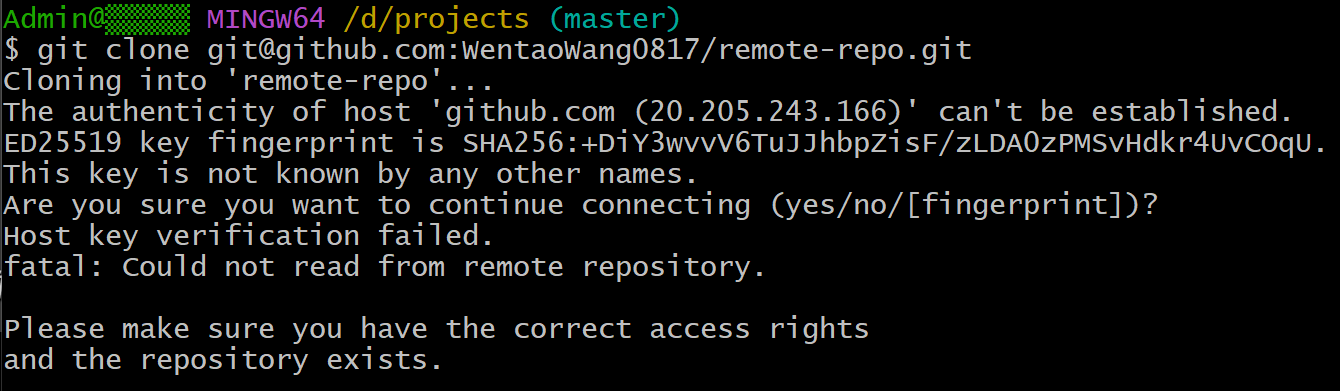 Admin@▒▒▒▒▒ MINGW64 /d/projects (master)
$ git clone git@github.com:WentaoWang0817/remote-repo.git
Cloning into 'remote-repo'...
The authenticity of host 'github.com (20.205.243.166)' can't be established.
ED25519 key fingerprint is SHA256:+DiY3wvvV6TuJJhbpZisF/zLDA0zPMSvHdkr4UvCOqU.
This key is not known by any other names.
Are you sure you want to continue connecting (yes/no/[fingerprint])?
Host key verification failed.
fatal: Could not read from remote repository.

Please make sure you have the correct access rights
and the repository exists.